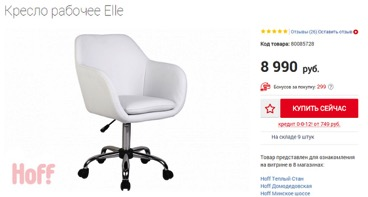 Кресло рабочее Elle
Отзывы (26) Оставить отзыв
Код товара: 80085728
8 990 руб.
Бонусов за покупку: 299 ?
КУПИТЬ СЕЙЧАС
кредит 0-0-12! от 749 руб.
На складе 9 штук
Товар представлен для ознакомления
на витрине в 8 магазинах:
Hoff Теплый Стан
Hoff Домодедовская
Hoff Минское шоссе
Hoff